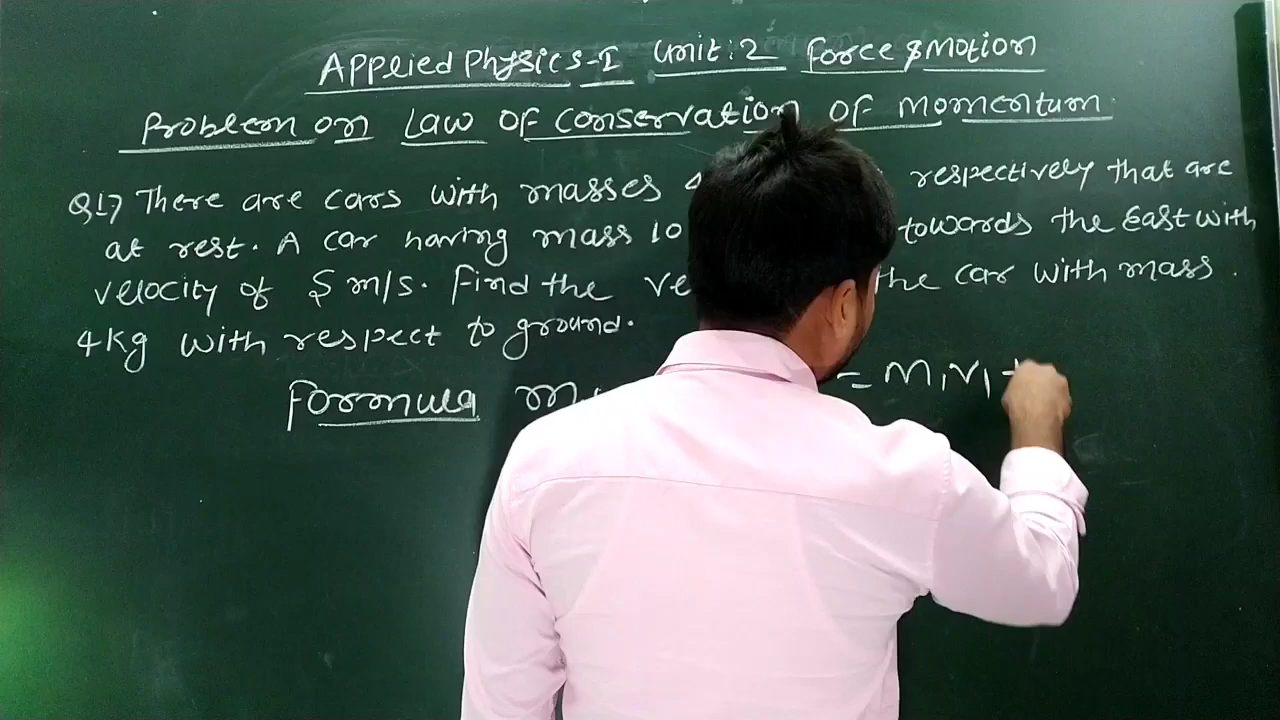 Applied Physics-I Unit:2 Force & Motion
Problem on Law of conservation of momentum
Q1) There are cars with masses 4 respectively that are
at rest. A car having mass 10 towards the East with
velocity of 5 m/s. Find the ve the car with mass
4kg with respect to ground.
Formula m = m1v1 +